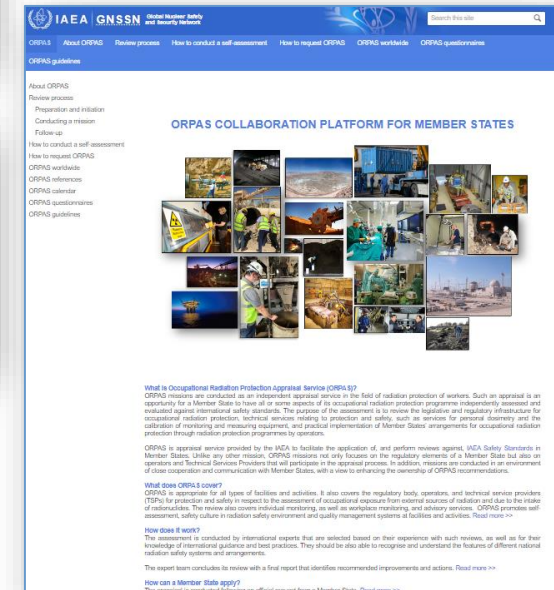 IAEA GNSSN Global Nuclear Safety
and Security Network
Search this site
ORPAS About ORPAS Review process How to conduct a self-assessment How to request ORPAS ORPAS worldwide ORPAS questionnaires
ORPAS guidelines
About ORPAS
Review process
Preparation and initiation
Conducting a mission
Follow up
How to conduct a self- assessment
How to request ORPAS
ORPAS worldwide
ORPAS references
ORPAS calendar
ORPAS questionnaires
ORPAS guidelines
ORPAS COLLABORATION PLATFORM FOR MEMBER STATES
What is Occupational Radiation Protection Appraisal Service (ORPAS)?
ORPAS missions are conducted as an independent appraisal service in the field of radiation protection of workers. Such an appraisal is an
opportunity for a Member State to have all or some aspects of its occupational radiation protection programme independently assessed and
evaluated against international safety standards. The purpose of the assessment is to review the legislative and regulatory infrastructure for
occupational radiation protection, technical services relating to protection and safety, such as services for personal dosimetry and the
calibration of monitoring and measuring equipment, and practical implementation of Member States' arrangements for occupational radiation
protection through radiation protection programmes by operators.
ORPAS is appraisal service provided by the IAEA to facilitate the application of, and perform reviews against, IAEA Safety Standards in
Member States. Unlike any other mission, ORPAS missions not only focuses on the regulatory elements of a Member State but also on
operators and Technical Services Providers that will participate in the appraisal process. In addition, missions are conducted in an environment
of close cooperation and communication with Member States, with a view to enhancing the ownership of ORPAS recommendations.
What does ORPAS cover?
ORPAS is appropriate for all types of facilities and activities. It also covers the regulatory body, operators, and technical service providers
(TSPs) for protection and safety in respect to the assessment of occupational exposure from external sources of radiation and due to the intake
of radionuclides. The review also covers individual monitoring, as well as workplace monitoring, and advisory services. ORPAS promotes self-
assessment, safety culture in radiation safety environment and quality management systems at facilities and activities. Read more >>
How does it work?
The assessment is conducted by international experts that are selected based on their experience with such reviews, as well as for their
knowledge of international guidance and best practices. They should be also able to recognise and understand the features of different national
radiation safety systems and arrangements.
The expert team concludes its review with a final report that identifies recommended improvements and actions. Read more >>
How can a Member State apply?